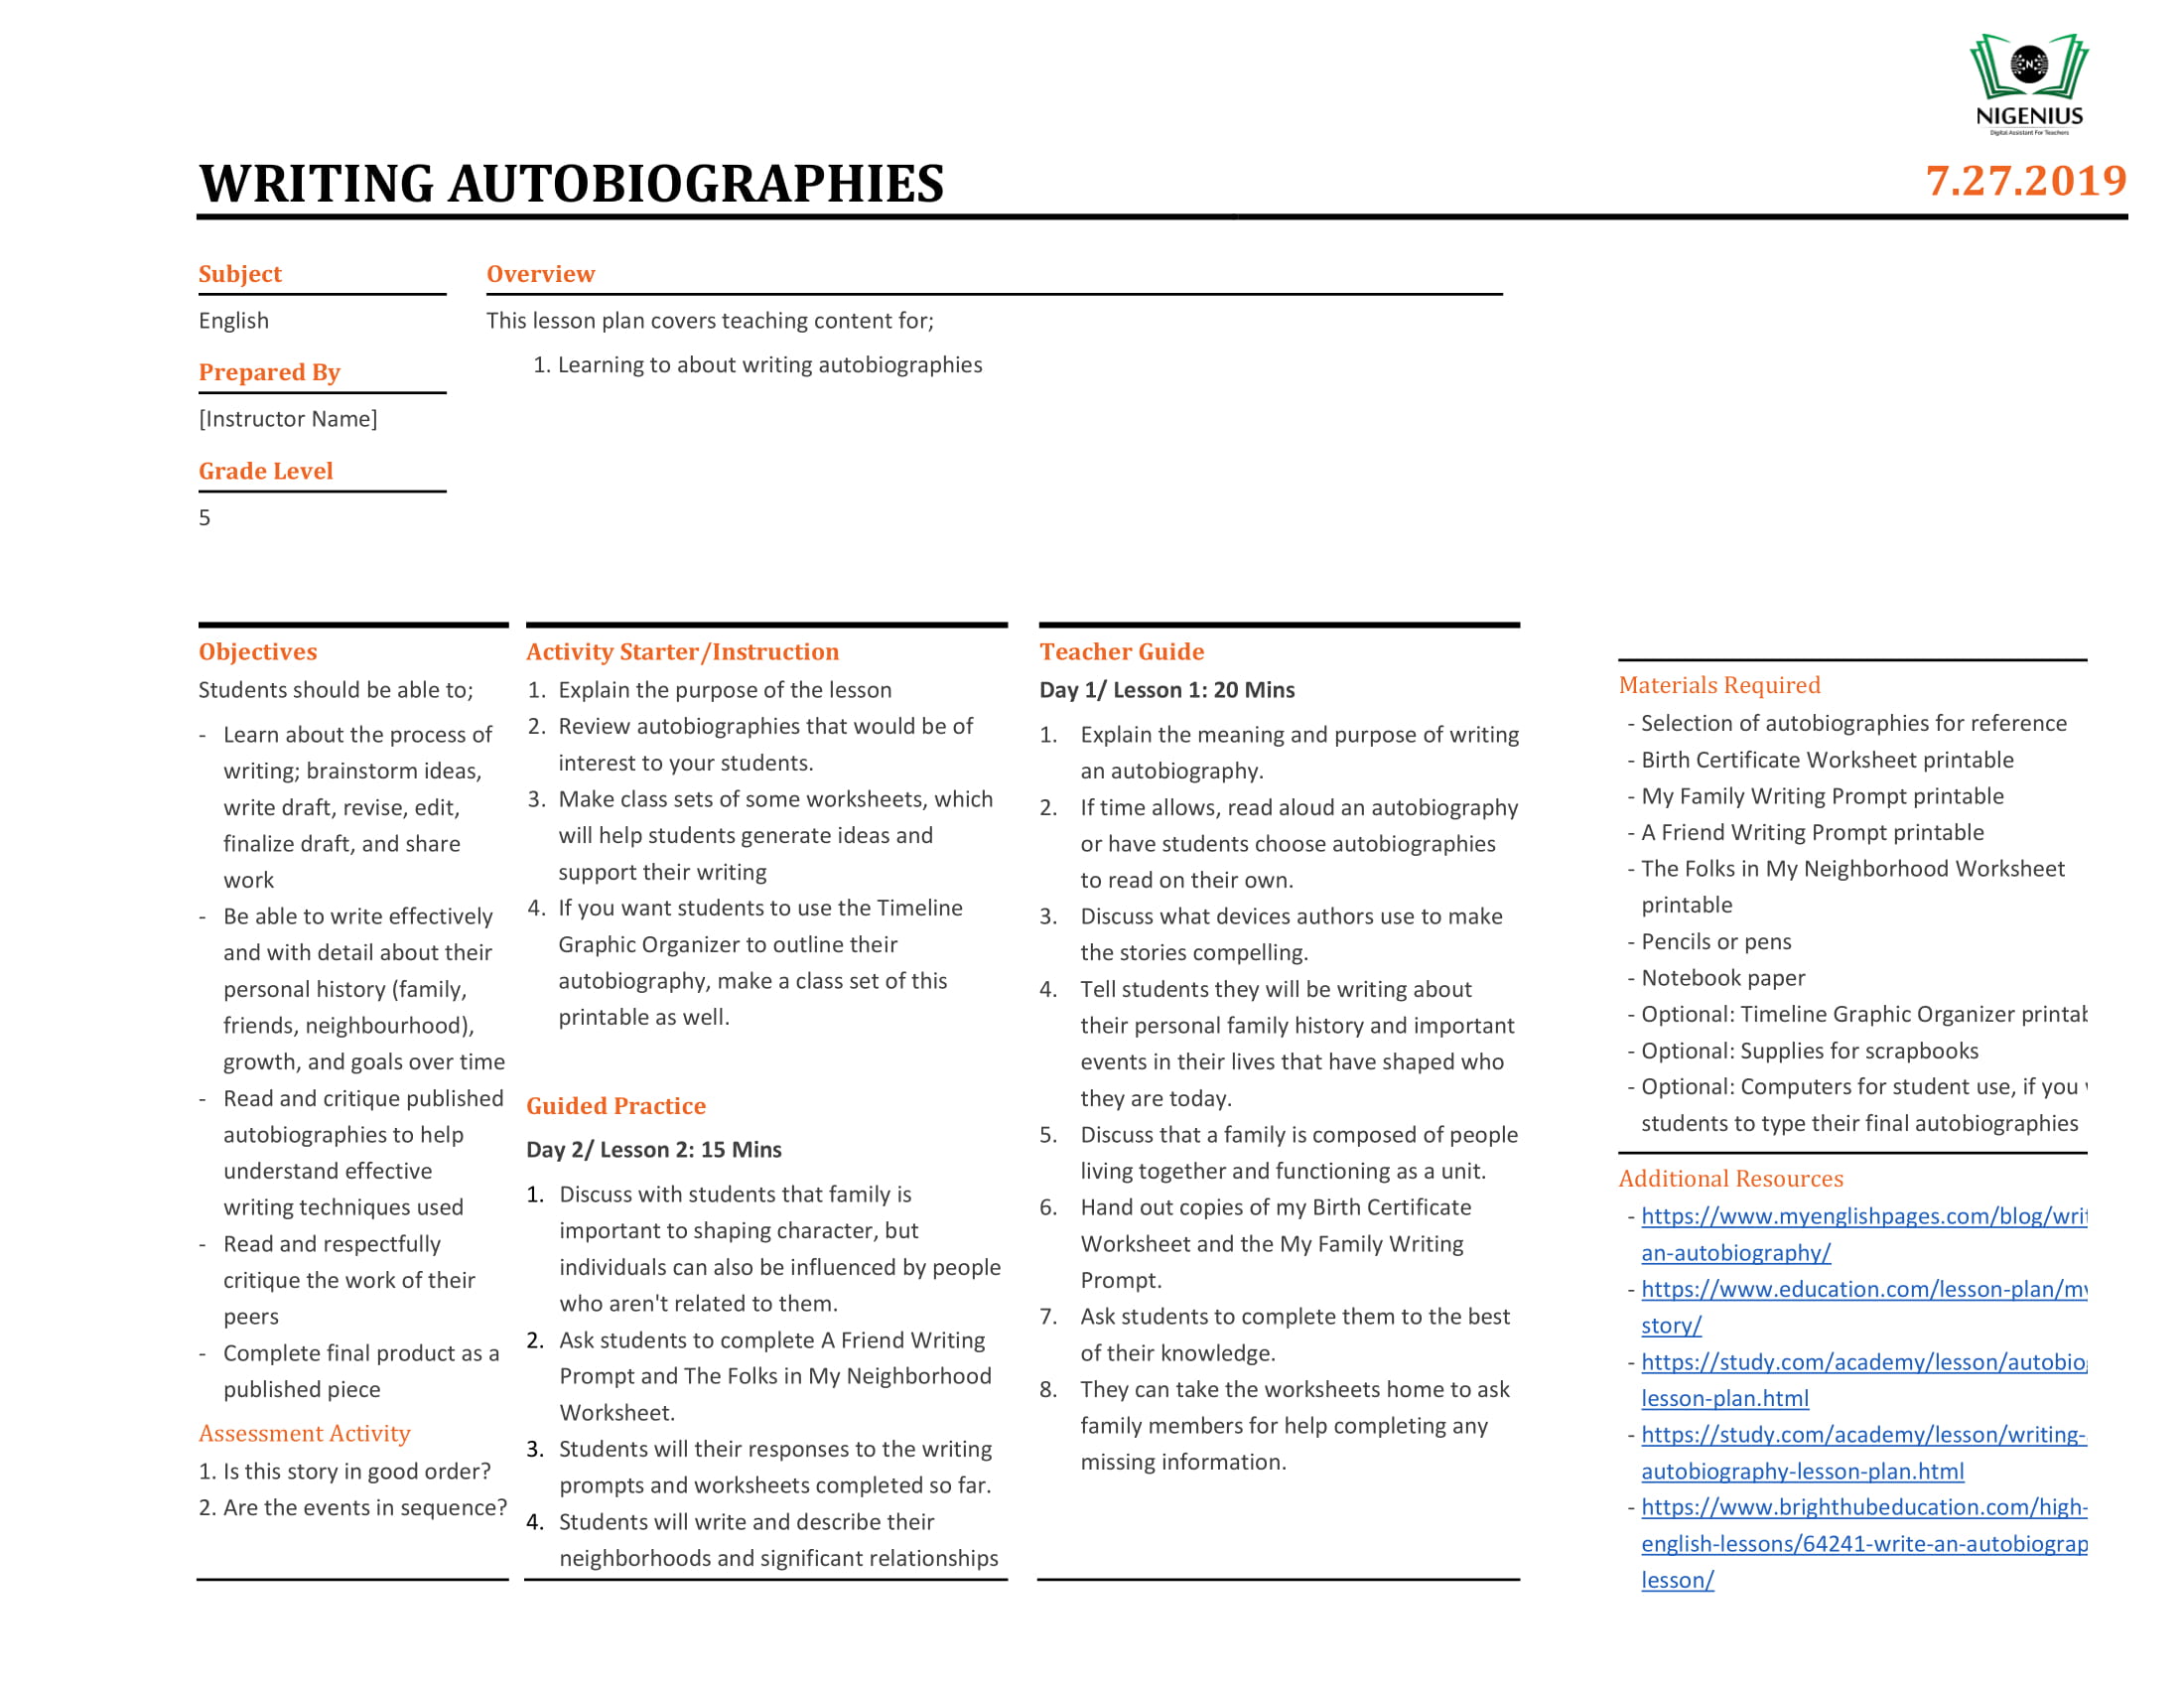 NIGENIUS
Digital Assistant For Teachers
WRITING AUTOBIOGRAPHIES
7.27.2019
Subject
English
Prepared By
[Instructor Name]
Grade Level
5
Overview
This lesson plan covers teaching content for;
1. Learning to about writing autobiographies
Objectives
Students should be able to;
- Learn about the process of
writing; brainstorm ideas,
write draft, revise, edit,
finalize draft, and share
work
- Be able to write effectively
and with detail about their
personal history (family,
friends, neighbourhood),
growth, and goals over time
- Read and critique published
autobiographies to help
understand effective
writing techniques used
- Read and respectfully
critique the work of their
peers
- Complete final product as a
published piece
Assessment Activity
1. Is this story in good order?
2. Are the events in sequence?
Activity Starter/Instruction
1. Explain the purpose of the lesson
2. Review autobiographies that would be of
interest to your students.
3. Make class sets of some worksheets, which
will help students generate ideas and
support their writing
4. If you want students to use the Timeline
Graphic Organizer to outline their
autobiography, make a class set of this
printable as well.
Guided Practice
Day 2/ Lesson 2: 15 Mins
1. Discuss with students that family is
important to shaping character, but
individuals can also be influenced by people
who aren't related to them.
2. Ask students to complete A Friend Writing
Prompt and The Folks in My Neighborhood
Worksheet.
3. Students will their responses to the writing
prompts and worksheets completed so far.
4. Students will write and describe their
neighborhoods and significant relationships
Teacher Guide
Day 1/ Lesson 1: 20 Mins
1. Explain the meaning and purpose of writing
an autobiography.
2. If time allows, read aloud an autobiography
or have students choose autobiographies
to read on their own.
3. Discuss what devices authors use to make
the stories compelling.
4. Tell students they will be writing about
their personal family history and important
events in their lives that have shaped who
they are today.
5. Discuss that a family is composed of people
living together and functioning as a unit.
6. Hand out copies of my Birth Certificate
Worksheet and the My Family Writing
Prompt.
7. Ask students to complete them to the best
of their knowledge.
8. They can take the worksheets home to ask
family members for help completing any
missing information.
Materials Required
- Selection of autobiographies for reference
- Birth Certificate Worksheet printable
- My Family Writing Prompt printable
- A Friend Writing Prompt printable
- The Folks in My Neighborhood Worksheet
printable
- Pencils or pens
- Notebook paper
- Optional: Timeline Graphic Organizer printab
- Optional: Supplies for scrapbooks
- Optional: Computers for student use, if you
students to type their final autobiographies
Additional Resources
- https://www.myenglishpages.com/blog/writ
an-autobiography/
- https://www.education.com/lesson-plan/my
story/
- https://study.com/academy/lesson/autobio
lesson-plan.html
- https://study.com/academy/lesson/writing-
autobiography-lesson-plan.html
- https://www.brighthubeducation.com/high-
english-lessons/64241-write-an-autobiograp
lesson/